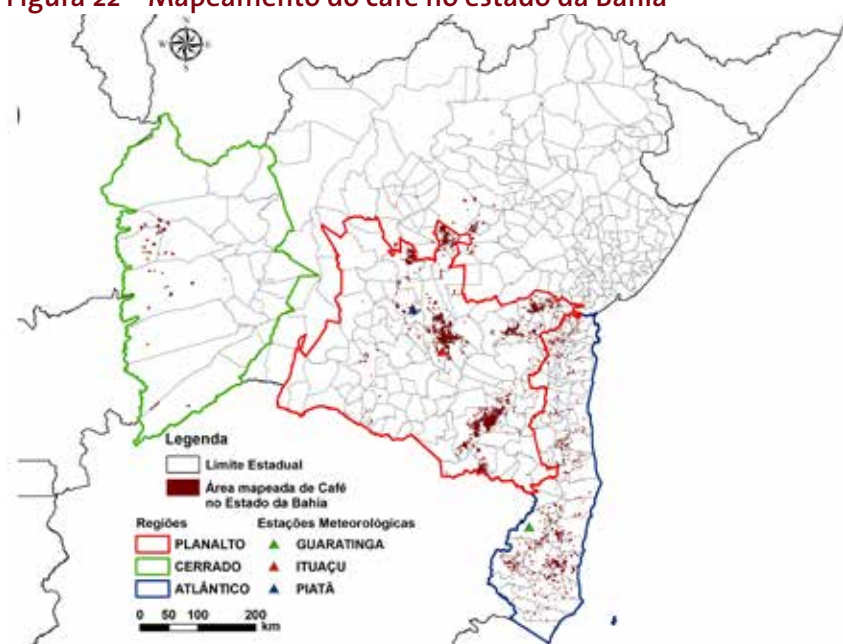 Figura 22 – Mapeamento do café no estado da Bahia
N
W E
S
Legenda
Limite Estadual
Área mapeada de Café
no Estado da Bahia
Regiões Estações Meteorológicas
PLANALTO GUARATINGA
CERRADO ITUAÇU
ATLÂNTICO PIATÃ
0 50 100 200
km